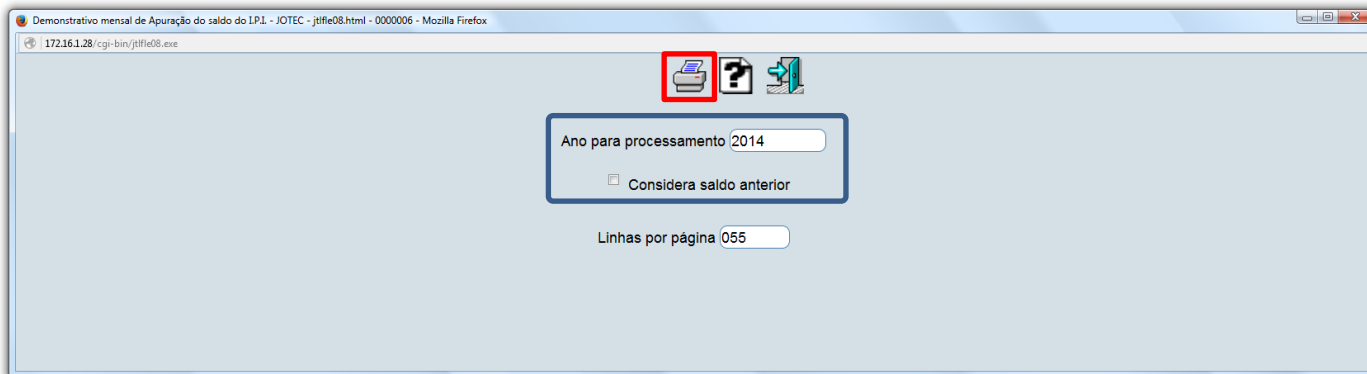 Demonstrativo mensal de Apuração do saldo do I.P.I. - JOTEC - jtlfle08.html - 0000006 - Mozilla Firefox
172.16.1.28/cgi-bin/jtlfle08.exe
Ano para processamento 2014
Considera saldo anterior
Linhas por página 055